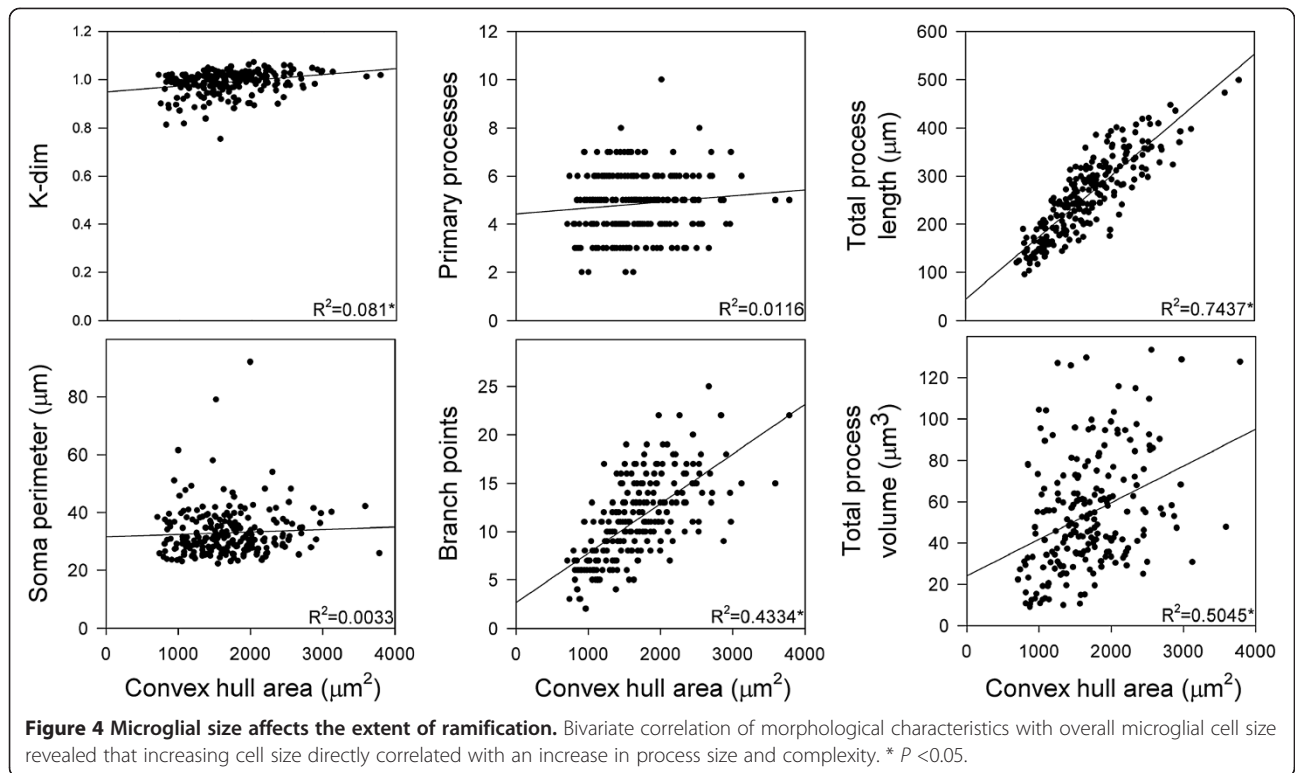 1.2
1.0
0.8
0.6
0.4
0.2
0.0
K-dim
R²=0.081*
12
10
8
6
4
2
0
Primary processes
R²=0.0116
600
500
400
300
200
100
0
Total process
length (μm)
R²=0.7437*
80
60
40
20
0
Soma perimeter (μm)
R²=0.0033
0 1000 2000 3000 4000
Convex hull area (μm²)
25
20
15
10
5
0
Branch points
R²=0.4334*
0 1000 2000 3000 4000
Convex hull area (μm²)
120
100
80
60
40
20
0
Total process
volume (μm³)
R²=0.5045*
0 1000 2000 3000 4000
Convex hull area (μm²)
Figure 4 Microglial size affects the extent of ramification. Bivariate correlation of morphological characteristics with overall microglial cell size
revealed that increasing cell size directly correlated with an increase in process size and complexity. * P <0.05.